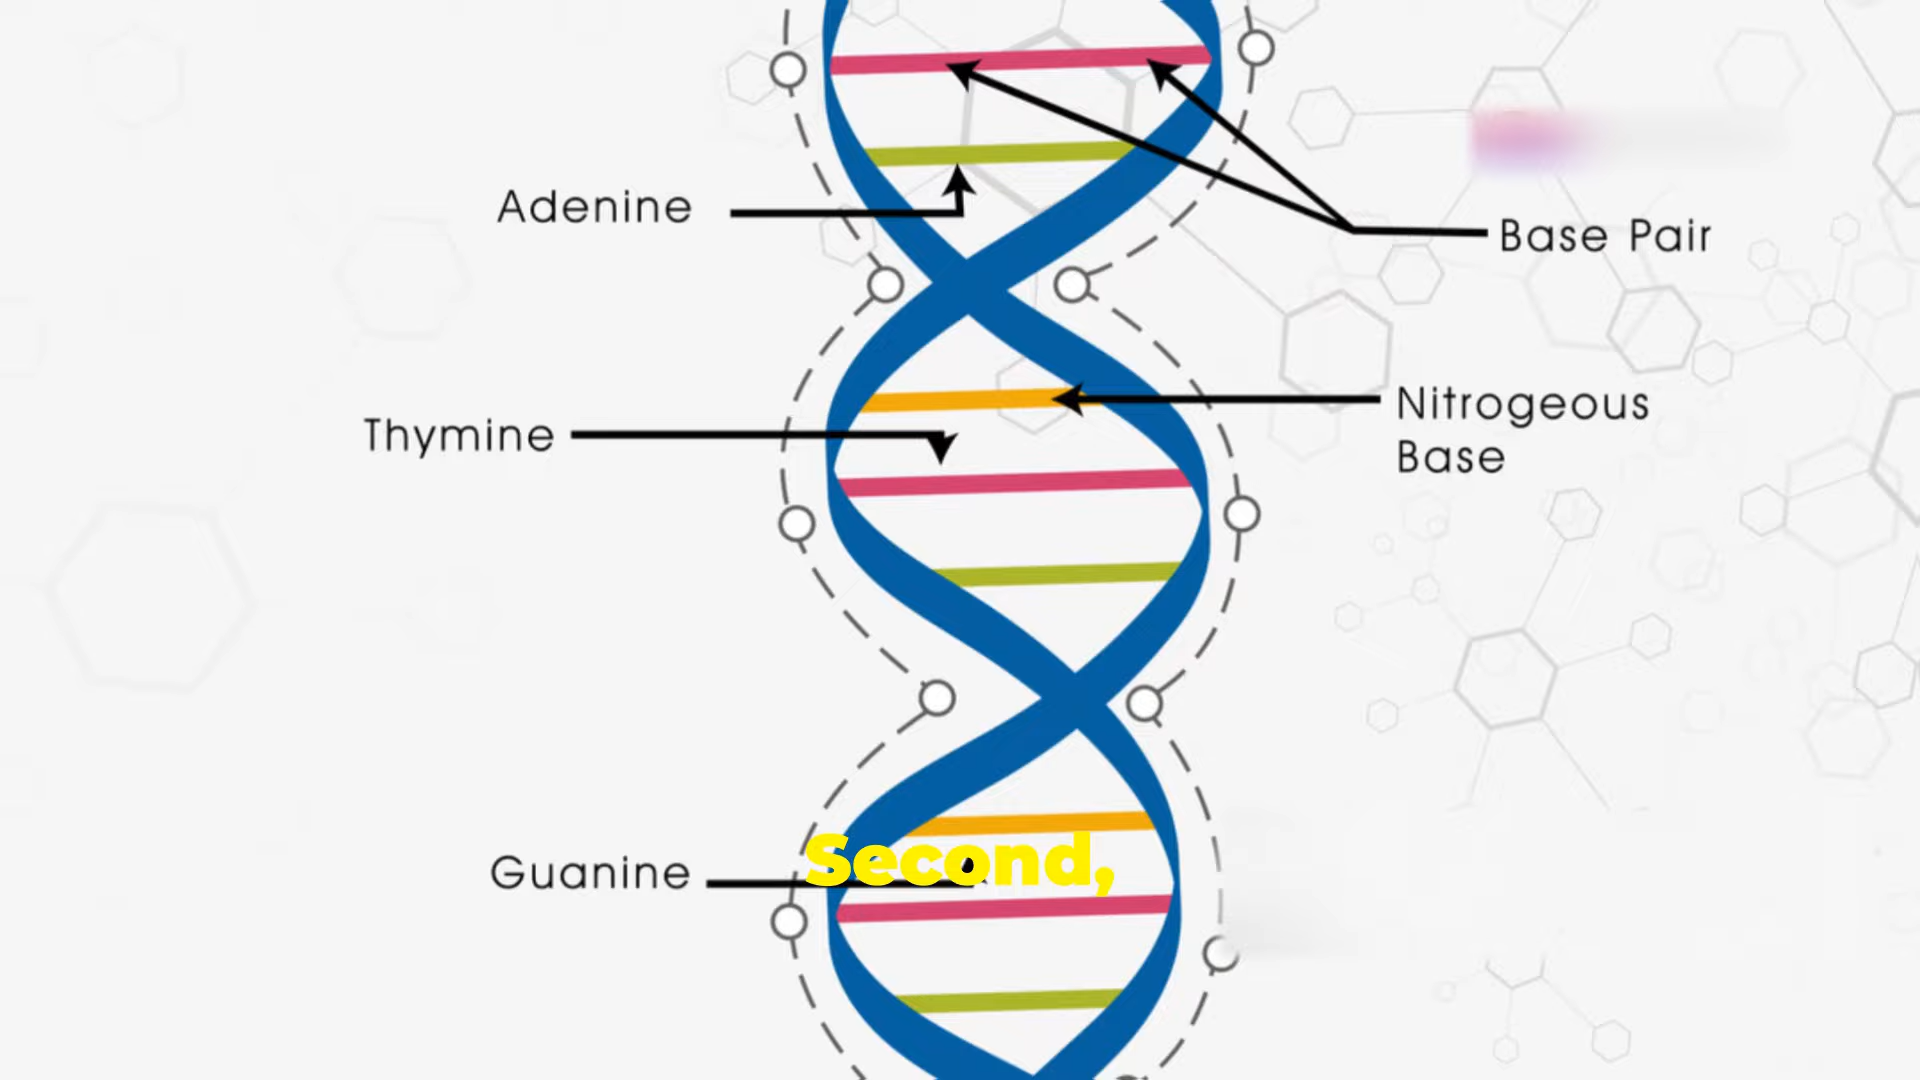 Adenine
Base Pair
Nitrogeous
Base
Thymine
Guanine
Second,